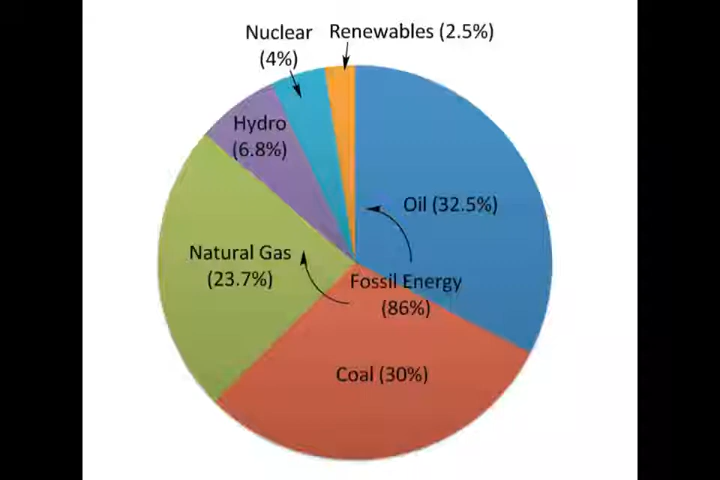 Nuclear
(4%)
Renewables (2.5%)
Hydro
(6.8%)
Oil (32.5%)
Natural Gas
(23.7%)
Fossil Energy
(86%)
Coal (30%)